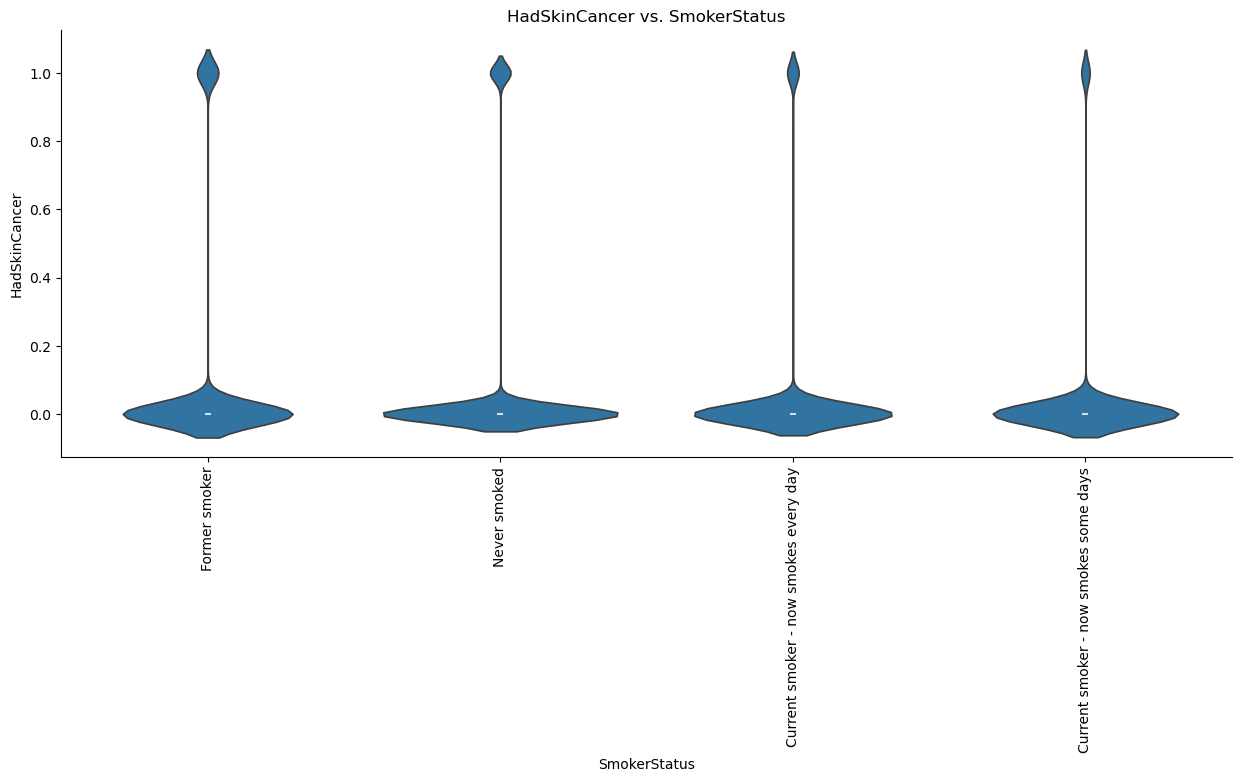 HadSkinCancer vs. SmokerStatus
HadSkinCancer
1.0
0.8
0.6
0.4
0.2
0.0
Former smoker
Never smoked
Current smoker - now smokes every day
Current smoker - now smokes some days
SmokerStatus